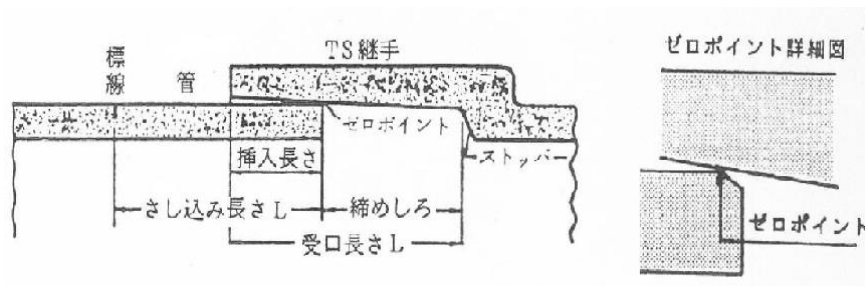 TS継手
標線
管
ゼロポイント
ストッパー
挿入長さ
さし込み長さL
締めしろ
受口長さL
ゼロポイント詳細図
ゼロポイント